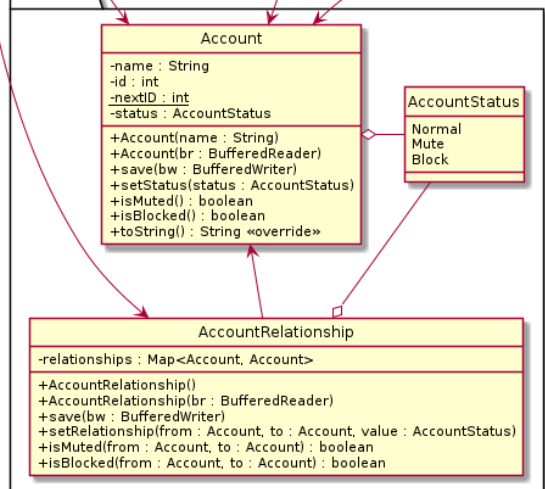 Account
-name : String
-id : int
-nextID : int
-status : AccountStatus
+Account(name : String)
+Account(br : BufferedReader)
+save(bw : BufferedWriter)
+setStatus(status : AccountStatus)
+isMuted() : boolean
+isBlocked() : boolean
+toString() : String «override»
AccountStatus
Normal
Mute
Block
AccountRelationship
-relationships : Map<Account, Account>
+AccountRelationship()
+AccountRelationship(br : BufferedReader)
+save(bw : BufferedWriter)
+setRelationship(from : Account, to : Account, value : AccountStatus)
+isMuted(from : Account, to : Account) : boolean
+isBlocked(from : Account, to : Account) : boolean